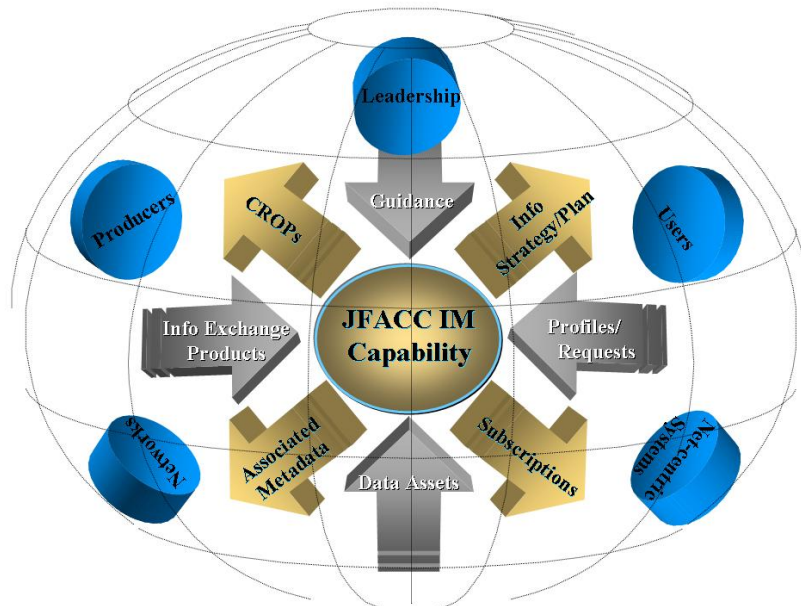 Leadership
Guidance
CROPs
Info
Strategy/Plan
Producers
Users
JFACC IM
Capability
Info Exchange
Products
Profiles/
Requests
Networks
Associated
Metadata
Data Assets
Subscriptions
Net-centric
Systems